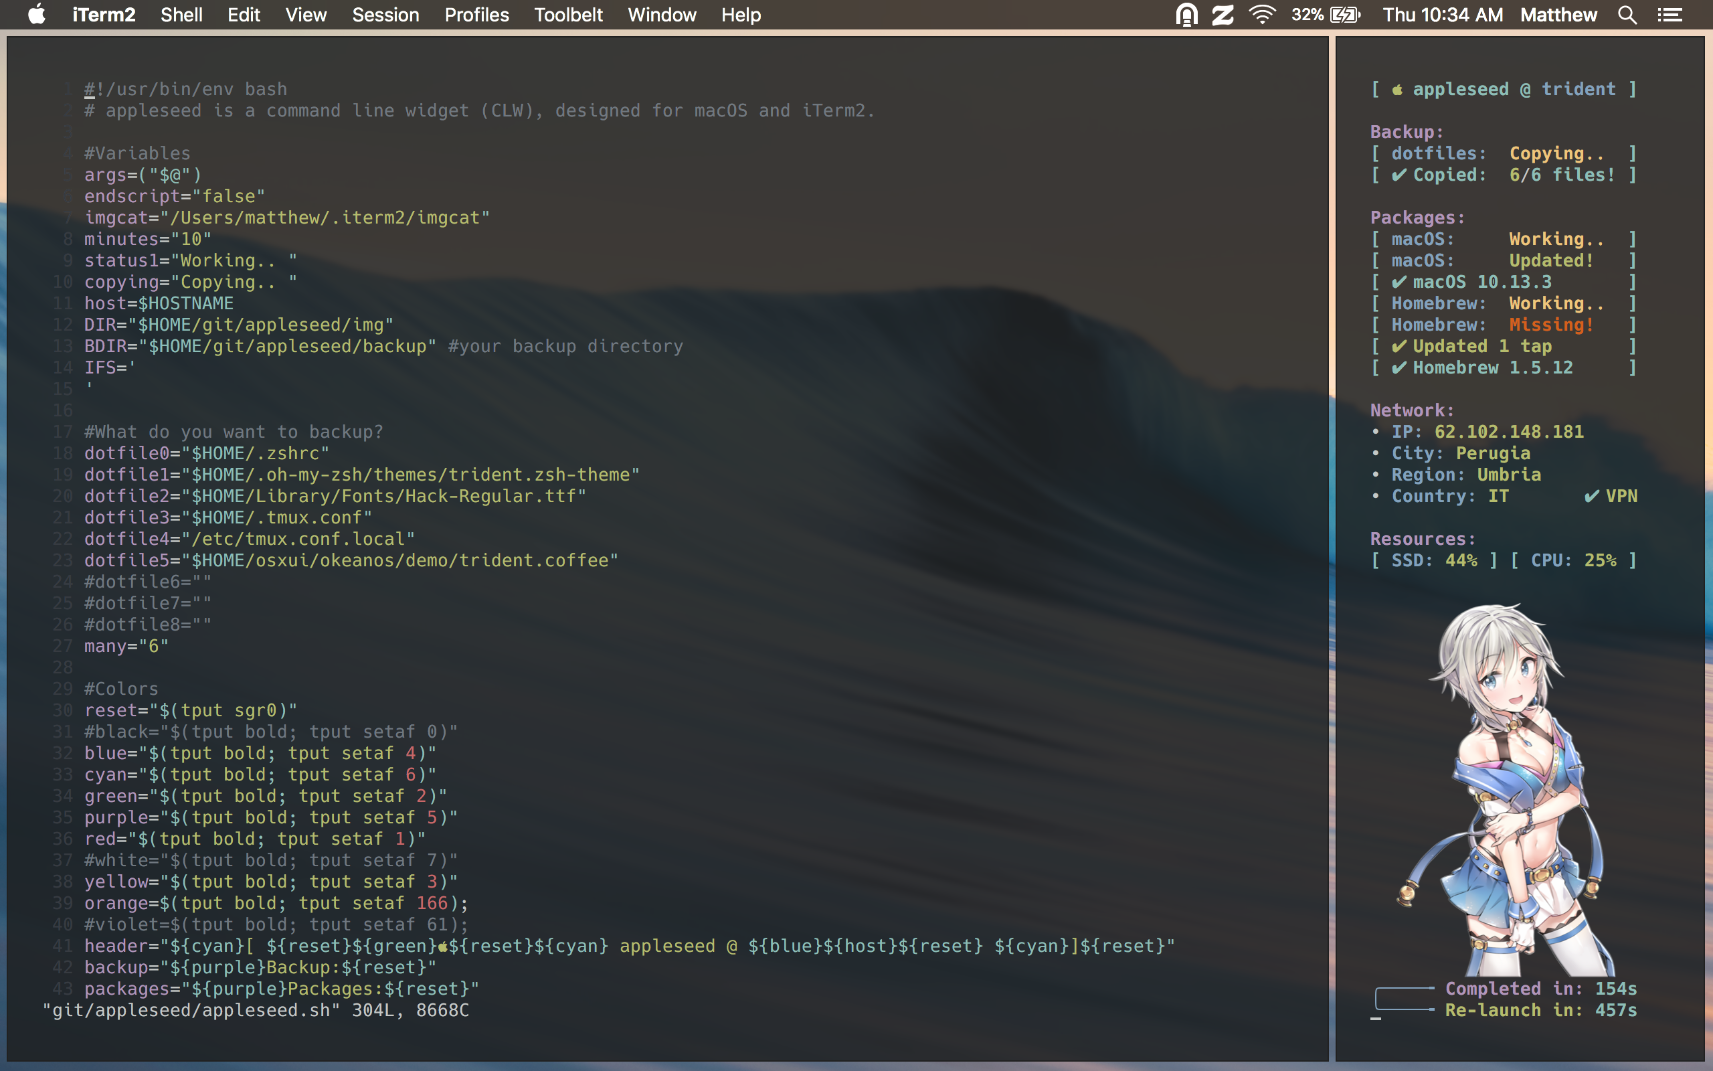 iTerm2 Shell Edit View Session Profiles Toolbelt Window Help 32% Thu 10:34 AM Matthew
1 #!/usr/bin/env bash
2 # appleseed is a command line widget (CLW), designed for macOS and iTerm2.
3
4 #Variables
5 args=("$@")
6 endscript="false"
7 imgcat="/Users/matthew/.iterm2/imgcat"
8 minutes="10"
9 status1="Working.. "
10 copying="Copying.. "
11 host=$HOSTNAME
12 DIR="$HOME/git/appleseed/img"
13 BDIR="$HOME/git/appleseed/backup" #your backup directory
14 IFS='
15 '
16
17 #What do you want to backup?
18 dotfile0="$HOME/.zshrc"
19 dotfile1="$HOME/.oh-my-zsh/themes/trident.zsh-theme"
20 dotfile2="$HOME/Library/Fonts/Hack-Regular.ttf"
21 dotfile3="$HOME/.tmux.conf"
22 dotfile4="/etc/tmux.conf.local"
23 dotfile5="$HOME/osxui/okeanos/demo/trident.coffee"
24 #dotfile6=""
25 #dotfile7=""
26 #dotfile8=""
27 many="6"
28
29 #Colors
30 reset="$(tput sgr0)"
31 #black="$(tput bold; tput setaf 0)"
32 blue="$(tput bold; tput setaf 4)"
33 cyan="$(tput bold; tput setaf 6)"
34 green="$(tput bold; tput setaf 2)"
35 purple="$(tput bold; tput setaf 5)"
36 red="$(tput bold; tput setaf 1)"
37 #white="$(tput bold; tput setaf 7)"
38 yellow="$(tput bold; tput setaf 3)"
39 orange=$(tput bold; tput setaf 166);
40 #violet=$(tput bold; tput setaf 61);
41 header="${cyan}[ ${reset}${green}${reset}${cyan} appleseed @ ${blue}${host}${reset} ${cyan}]${reset}"
42 backup="${purple}Backup:${reset}"
43 packages="${purple}Packages:${reset}"
"git/appleseed/appleseed.sh" 304L, 8668C
[  appleseed @ trident ]
Backup:
[ dotfiles: Copying.. ]
[ ✔ Copied: 6/6 files! ]
Packages:
[ macOS: Working.. ]
[ macOS: Updated! ]
[ ✔ macOS 10.13.3 ]
[ Homebrew: Working.. ]
[ Homebrew: Missing! ]
[ ✔ Updated 1 tap ]
[ ✔ Homebrew 1.5.12 ]
Network:
• IP: 62.102.148.181
• City: Perugia
• Region: Umbria
• Country: IT ✔ VPN
Resources:
[ SSD: 44% ] [ CPU: 25% ]
Completed in: 154s
Re-launch in: 457s